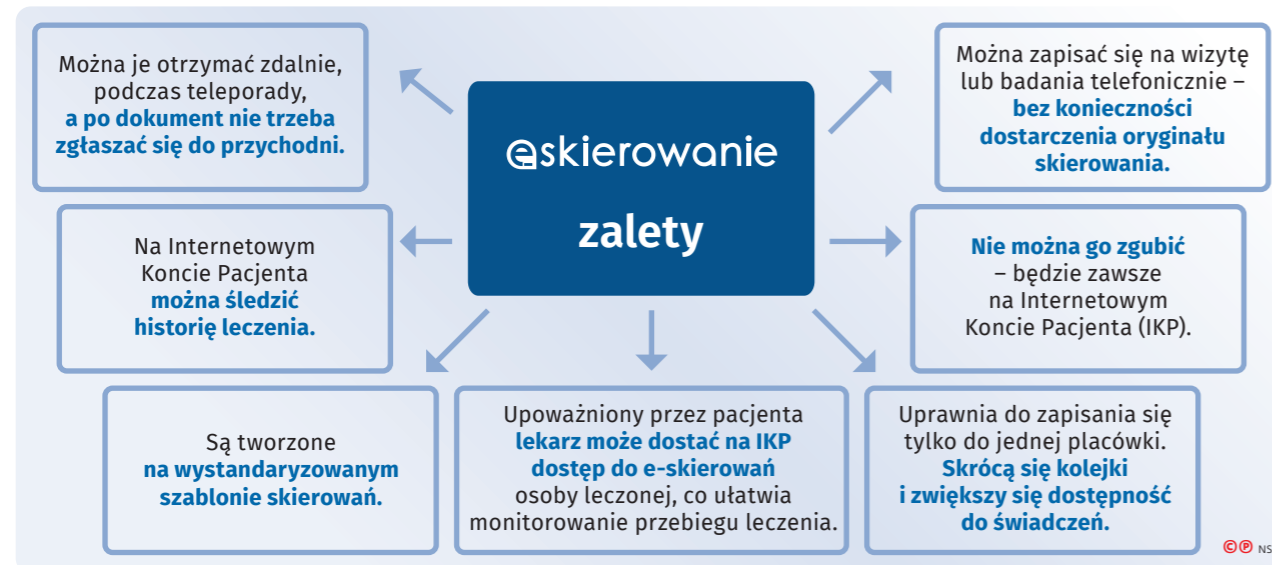 Można je otrzymać zdalnie,
podczas teleporady,
a po dokument nie trzeba
zgłaszać się do przychodni.
e skierowanie
zalety
Można zapisać się na wizytę
lub badania telefonicznie –
bez konieczności
dostarczenia oryginału
skierowania.
Na Internetowym
Koncie Pacjenta
można śledzić
historię leczenia.
Nie można go zgubić
– będzie zawsze
na Internetowym
Koncie Pacjenta (IKP).
Są tworzone
na wystandaryzowanym
szablonie skierowań.
Upoważniony przez pacjenta
lekarz może dostać na IKP
dostęp do e-skierowań
osoby leczonej, co ułatwia
monitorowanie przebiegu leczenia.
Uprawnia do zapisania się
tylko do jednej placówki.
Skrócą się kolejki
i zwiększy się dostępność
do świadczeń.
©℗ NS